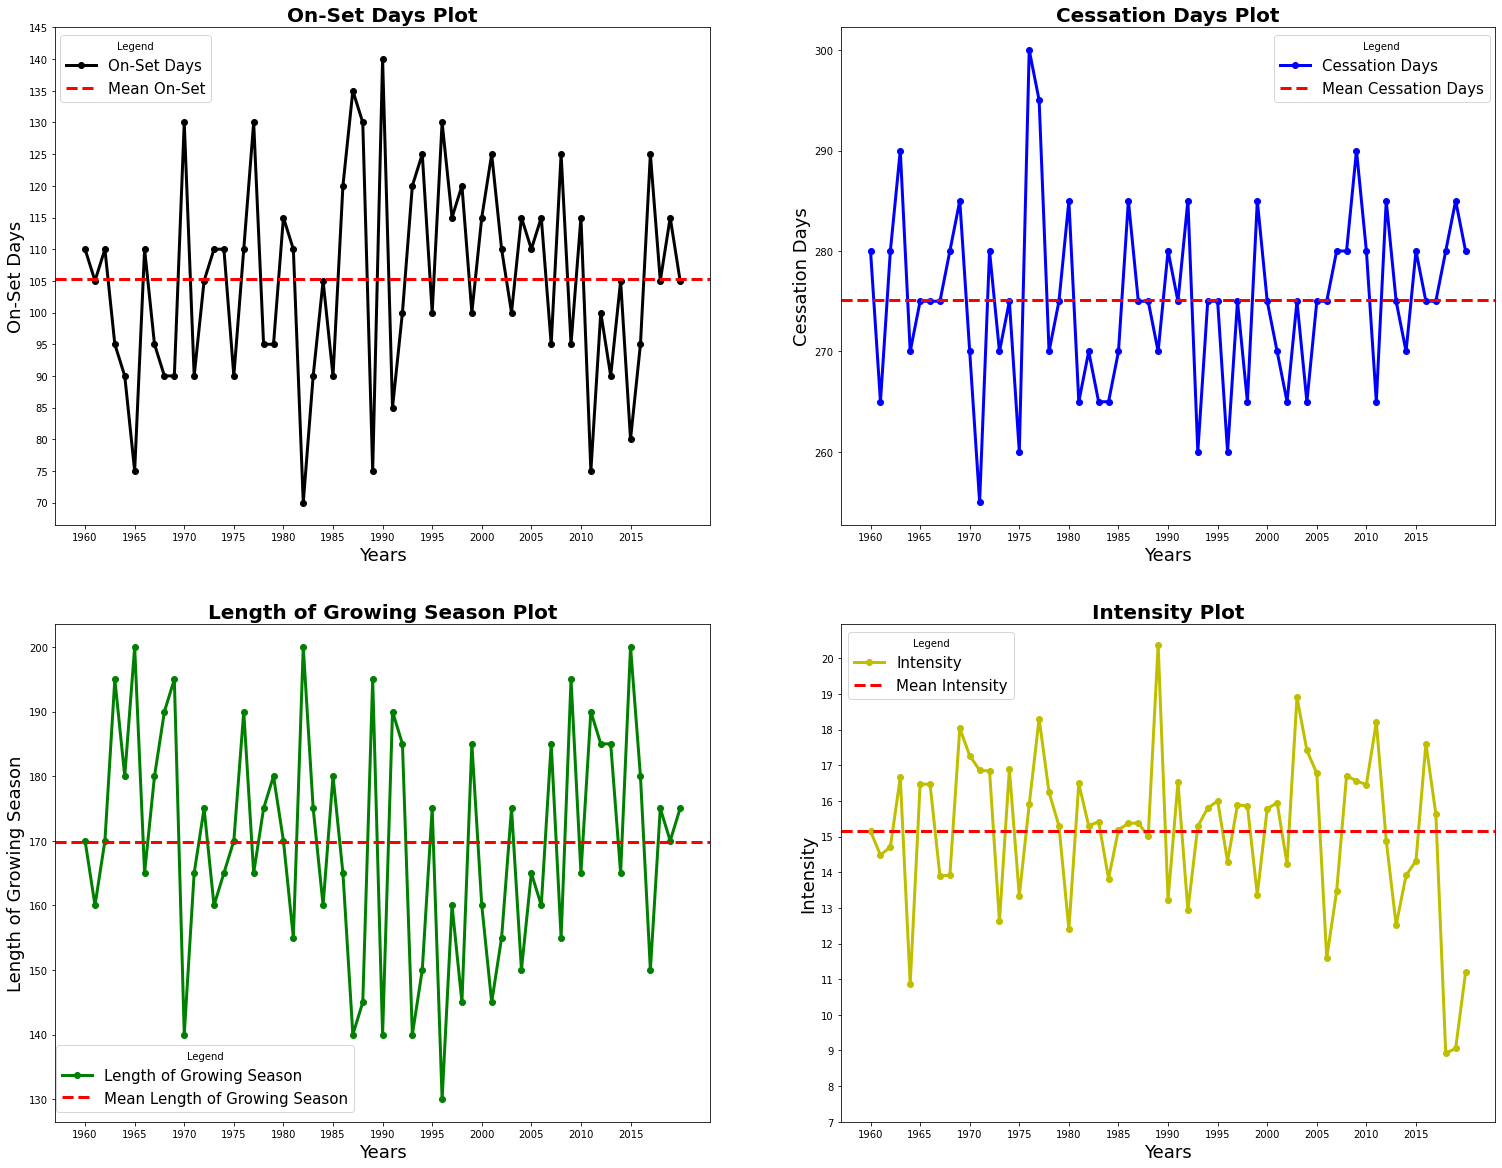 On-Set Days Plot
Legend
On-Set Days
Mean On-Set
On-Set Days
145
140
135
130
125
120
115
110
105
100
95
90
85
80
75
70
1960 1965 1970 1975 1980 1985 1990 1995 2000 2005 2010 2015
Years
Cessation Days Plot
Legend
Cessation Days
Mean Cessation Days
Cessation Days
300
290
280
270
260
1960 1965 1970 1975 1980 1985 1990 1995 2000 2005 2010 2015
Years
Length of Growing Season Plot
Legend
Length of Growing Season
Mean Length of Growing Season
Length of Growing Season
200
190
180
170
160
150
140
130
1960 1965 1970 1975 1980 1985 1990 1995 2000 2005 2010 2015
Years
Intensity Plot
Legend
Intensity
Mean Intensity
Intensity
20
19
18
17
16
15
14
13
12
11
10
9
8
7
1960 1965 1970 1975 1980 1985 1990 1995 2000 2005 2010 2015
Years